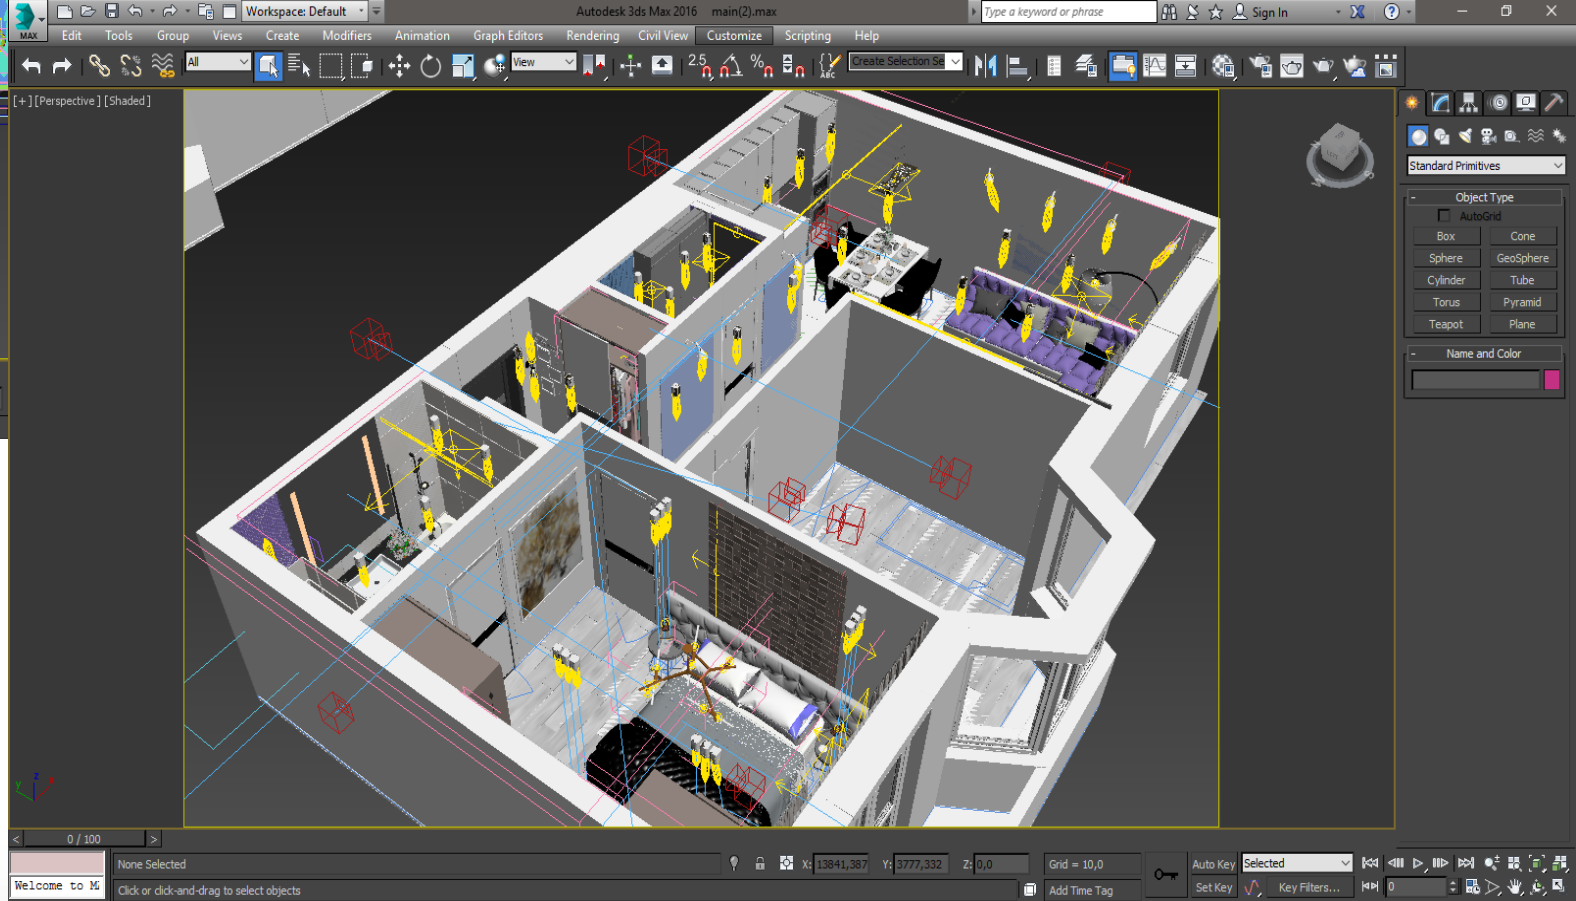 MAX
Workspace: Default
Autodesk 3ds Max 2016 main(2).max
Type a keyword or phrase
Sign In
Edit Tools Group Views Create Modifiers Animation Graph Editors Rendering Civil View Customize Scripting Help
All
View
2.5
%
ABC
Create Selection Se
[+] [Perspective ] [Shaded ]
Standard Primitives
- Object Type
AutoGrid
Box Cone
Sphere GeoSphere
Cylinder Tube
Torus Pyramid
Teapot Plane
- Name and Color
z
y
< 0 / 100 >
None Selected
X: 13841,387
Y: 3777,332
Z: 0,0
Grid = 10,0
Auto Key
Selected
Welcome to M
Click or click-and-drag to select objects
Add Time Tag
Set Key
Key Filters...
0